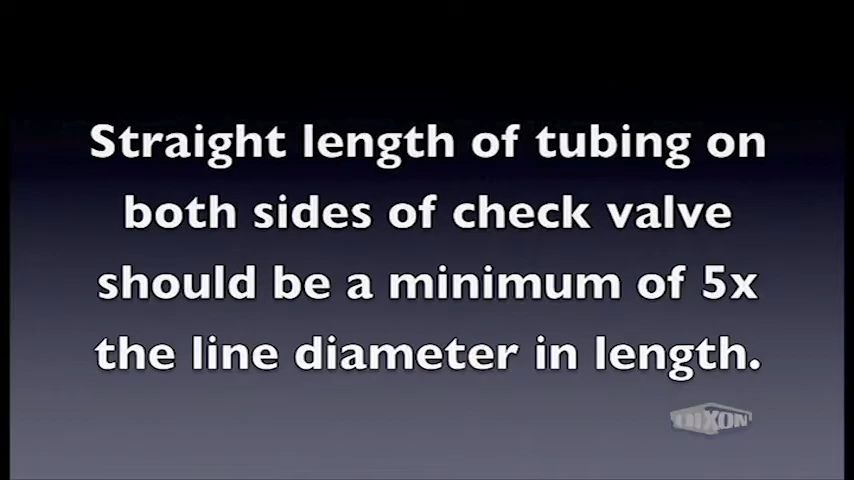 Straight length of tubing on
both sides of check valve
should be a minimum of 5x
the line diameter in length.
DIXON